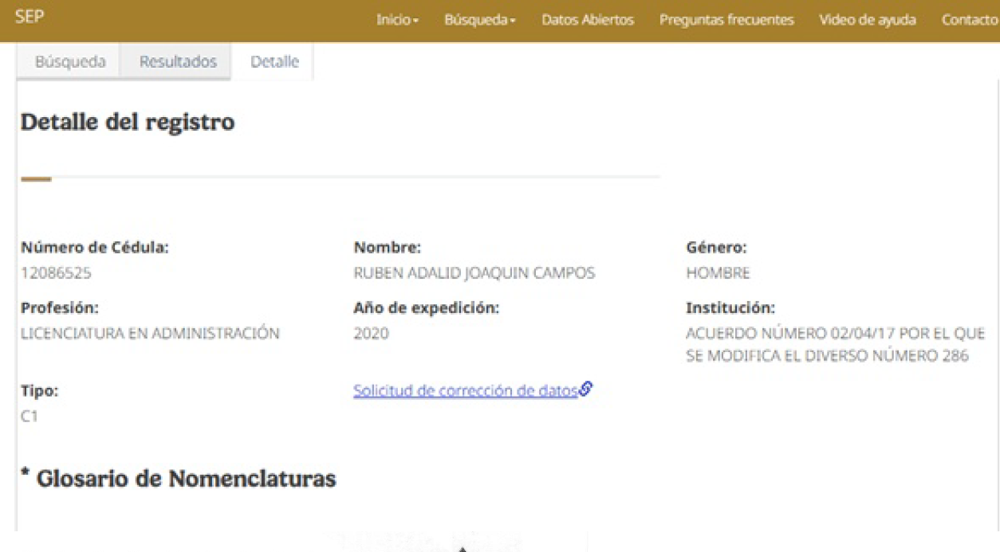 SEP
Inicio Búsqueda Datos Abiertos Preguntas frecuentes Video de ayuda Contacto
Búsqueda Resultados Detalle
Detalle del registro
Número de Cédula: Nombre: Género:
12086525 RUBEN ADALID JOAQUIN CAMPOS HOMBRE
Profesión: Año de expedición: Institución:
LICENCIATURA EN ADMINISTRACIÓN 2020 ACUERDO NÚMERO 02/04/17 POR EL QUE
SE MODIFICA EL DIVERSO NÚMERO 286
Tipo: Solicitud de corrección de datos
C1
* Glosario de Nomenclaturas